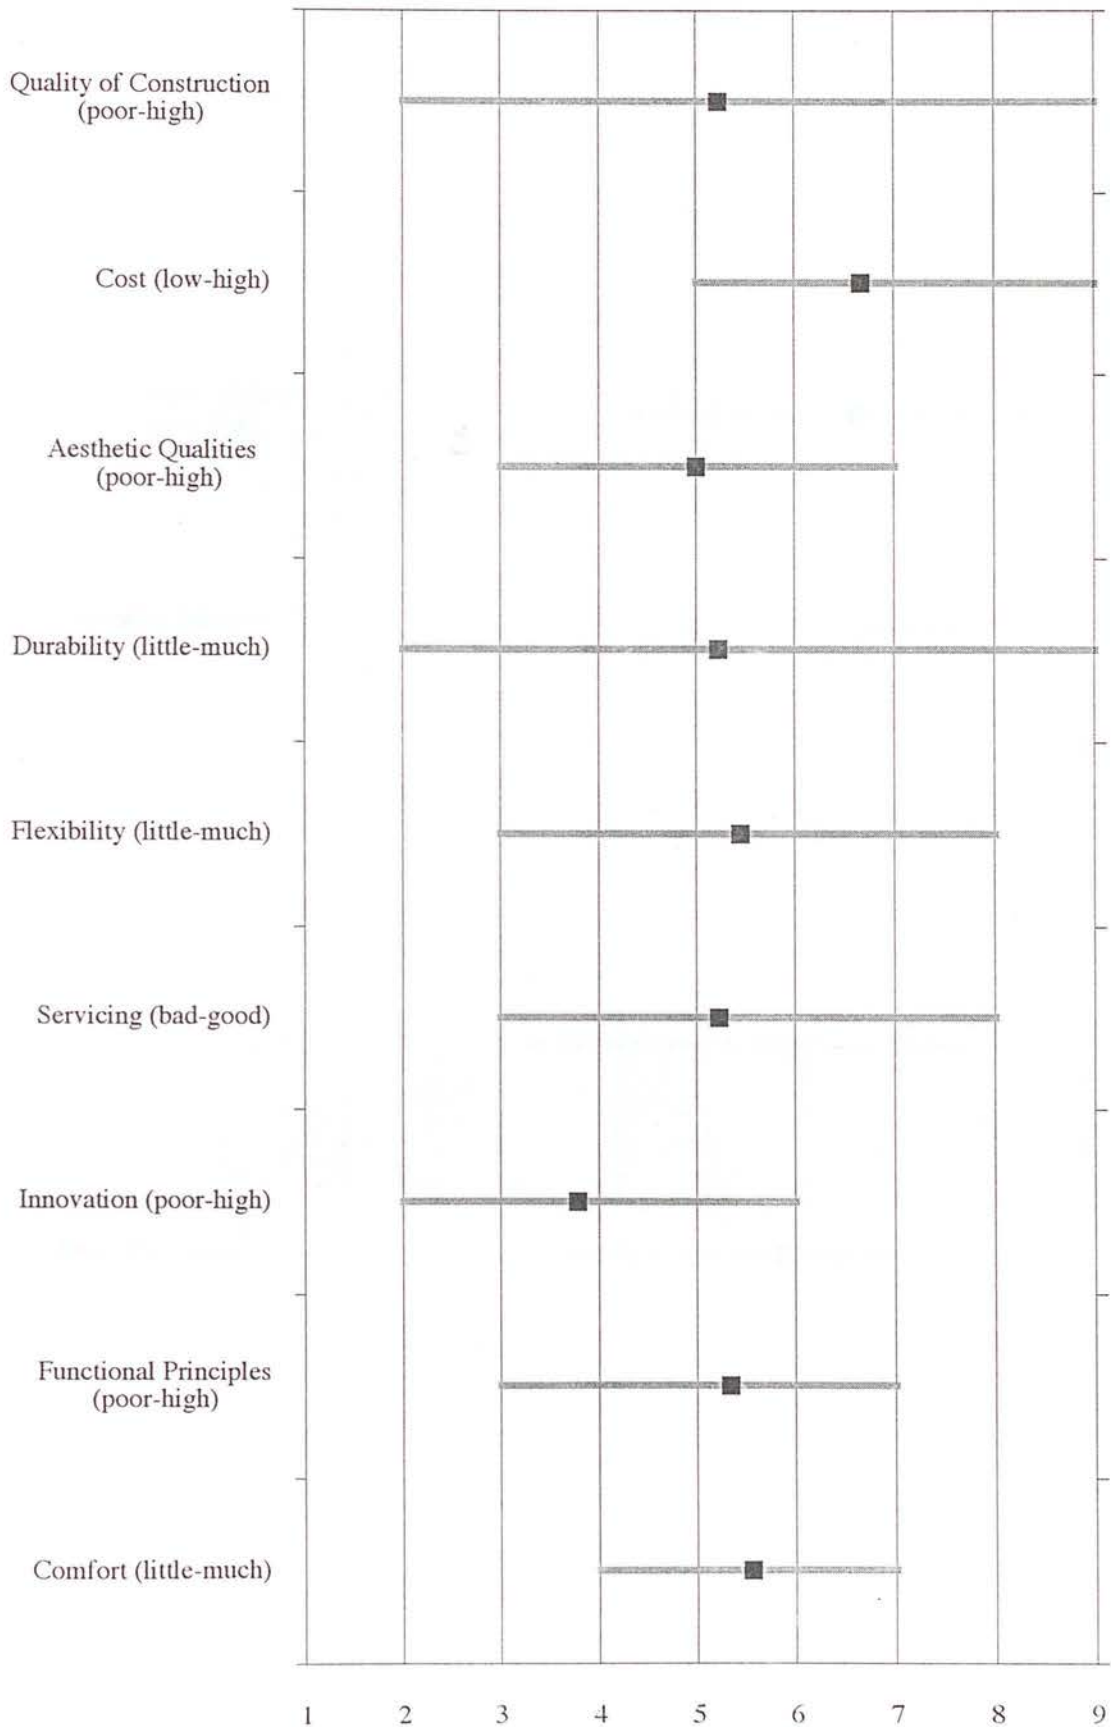 Quality of Construction
(poor-high)
Cost (low-high)
Aesthetic Qualities
(poor-high)
Durability (little-much)
Flexibility (little-much)
Servicing (bad-good)
Innovation (poor-high)
Functional Principles
(poor-high)
Comfort (little-much)
1 2 3 4 5 6 7 8 9